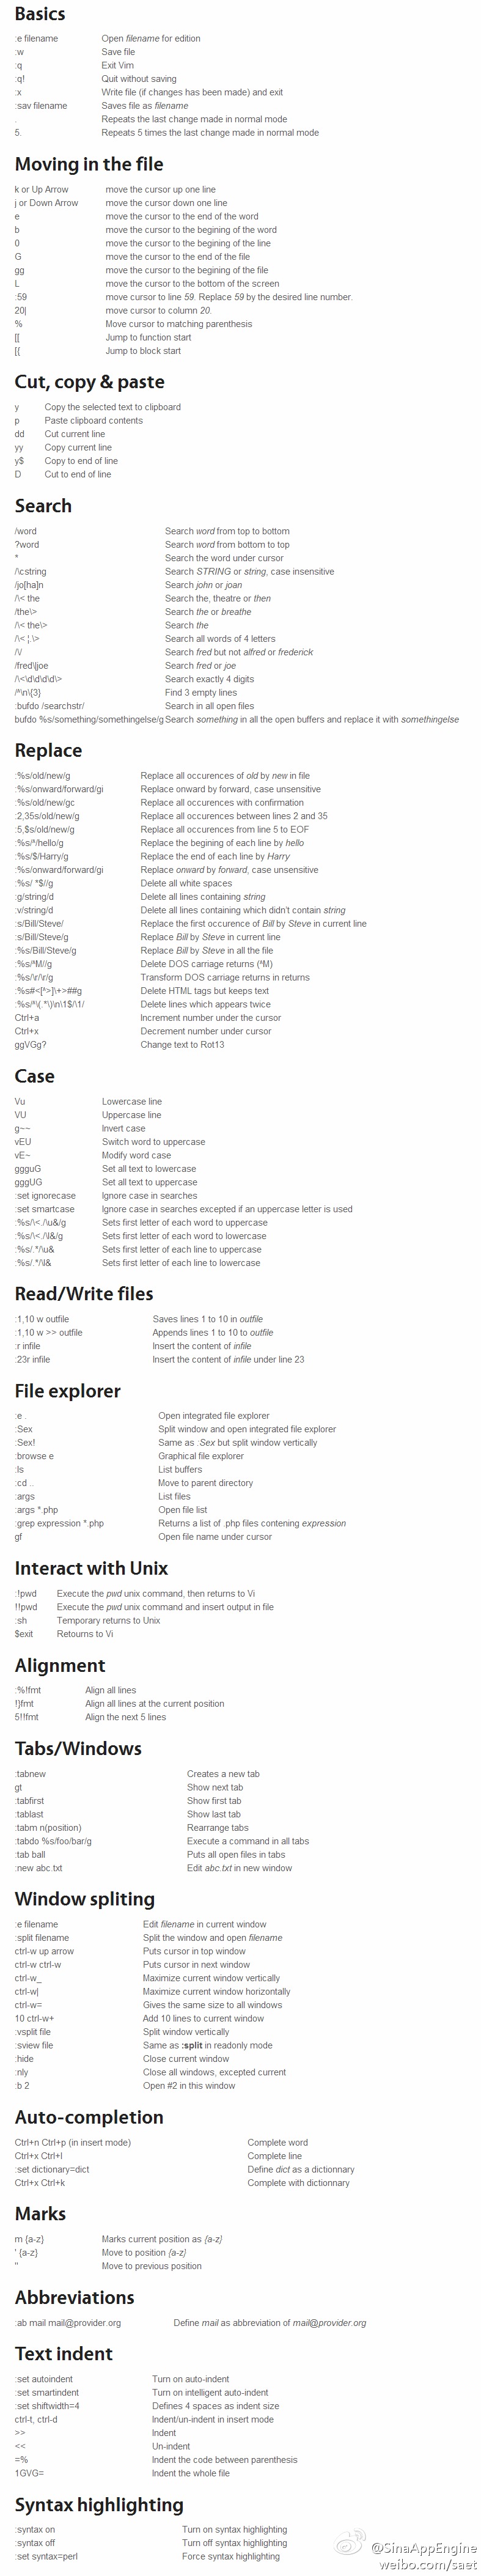 Basics
:e filename Open filename for edition
:w Save file
:q Exit Vim
:q! Quit without saving
:x Write file (if changes has been made) and exit
:sav filename Saves file as filename
. Repeats the last change made in normal mode
5. Repeats 5 times the last change made in normal mode
Moving in the file
k or Up Arrow move the cursor up one line
j or Down Arrow move the cursor down one line
e move the cursor to the end of the word
b move the cursor to the begining of the word
0 move the cursor to the begining of the line
G move the cursor to the end of the file
gg move the cursor to the begining of the file
L move the cursor to the bottom of the screen
:59 move cursor to line 59. Replace 59 by the desired line number.
20| move cursor to column 20.
% Move cursor to matching parenthesis
[[ Jump to function start
[{ Jump to block start
Cut, copy & paste
y Copy the selected text to clipboard
p Paste clipboard contents
dd Cut current line
yy Copy current line
y$ Copy to end of line
D Cut to end of line
Search
/word Search word from top to bottom
?word Search word from bottom to top
* Search the word under cursor
/\cstring Search STRING or string, case insensitive
/jo[ha]n Search john or joan
/\< the Search the, theatre or then
/the\> Search the or breathe
/\< the\> Search the
/\< ¦.\> Search all words of 4 letters
/\/ Search fred but not alfred or frederick
/fred\|joe Search fred or joe
/\<\d\d\d\d\> Search exactly 4 digits
/^\n\{3} Find 3 empty lines
:bufdo /searchstr/ Search in all open files
bufdo %s/something/somethingelse/g Search something in all the open buffers and replace it with somethingelse
Replace
:%s/old/new/g Replace all occurences of old by new in file
:%s/onward/forward/gi Replace onward by forward, case unsensitive
:%s/old/new/gc Replace all occurences with confirmation
:2,35s/old/new/g Replace all occurences between lines 2 and 35
:5,$s/old/new/g Replace all occurences from line 5 to EOF
:%s/^/hello/g Replace the begining of each line by hello
:%s/$/Harry/g Replace the end of each line by Harry
:%s/onward/forward/gi Replace onward by forward, case unsensitive
:%s/ *$//g Delete all white spaces
:g/string/d Delete all lines containing string
:v/string/d Delete all lines containing which didn't contain string
:s/Bill/Steve/ Replace the first occurence of Bill by Steve in current line
:s/Bill/Steve/g Replace Bill by Steve in current line
:%s/Bill/Steve/g Replace Bill by Steve in all the file
:%s/^M//g Delete DOS carriage returns (^M)
:%s/\r/\r/g Transform DOS carriage returns in returns
:%s#<[^>]\+>##g Delete HTML tags but keeps text
:%s/^\(.*\)\n\1$/\1/ Delete lines which appears twice
Ctrl+a Increment number under the cursor
Ctrl+x Decrement number under cursor
ggVGg? Change text to Rot13
Case
Vu Lowercase line
VU Uppercase line
g~~ Invert case
vEU Switch word to uppercase
vE~ Modify word case
ggguG Set all text to lowercase
gggUG Set all text to uppercase
:set ignorecase Ignore case in searches
:set smartcase Ignore case in searches excepted if an uppercase letter is used
:%s/\<./\u&/g Sets first letter of each word to uppercase
:%s/\<./\l&/g Sets first letter of each word to lowercase
:%s/.*/\u& Sets first letter of each line to uppercase
:%s/.*/\l& Sets first letter of each line to lowercase
Read/Write files
:1,10 w outfile Saves lines 1 to 10 in outfile
:1,10 w >> outfile Appends lines 1 to 10 to outfile
:r infile Insert the content of infile
:23r infile Insert the content of infile under line 23
File explorer
:e . Open integrated file explorer
:Sex Split window and open integrated file explorer
:Sex! Same as :Sex but split window vertically
:browse e Graphical file explorer
:ls List buffers
:cd .. Move to parent directory
:args List files
:args *.php Open file list
:grep expression *.php Returns a list of .php files contening expression
gf Open file name under cursor
Interact with Unix
:!pwd Execute the pwd unix command, then returns to Vi
!!pwd Execute the pwd unix command and insert output in file
:sh Temporary returns to Unix
$exit Retourns to Vi
Alignment
:%!fmt Align all lines
!}fmt Align all lines at the current position
5!!fmt Align the next 5 lines
Tabs/Windows
:tabnew Creates a new tab
gt Show next tab
:tabfirst Show first tab
:tablast Show last tab
:tabm n(position) Rearrange tabs
:tabdo %s/foo/bar/g Execute a command in all tabs
:tab ball Puts all open files in tabs
:new abc.txt Edit abc.txt in new window
Window spliting
:e filename Edit filename in current window
:split filename Split the window and open filename
ctrl-w up arrow Puts cursor in top window
ctrl-w ctrl-w Puts cursor in next window
ctrl-w_ Maximize current window vertically
ctrl-w| Maximize current window horizontally
ctrl-w= Gives the same size to all windows
10 ctrl-w+ Add 10 lines to current window
:vsplit file Split window vertically
:sview file Same as :split in readonly mode
:hide Close current window
:nly Close all windows, excepted current
:b 2 Open #2 in this window
Auto-completion
Ctrl+n Ctrl+p (in insert mode) Complete word
Ctrl+x Ctrl+l Complete line
:set dictionary=dict Define dict as a dictionnary
Ctrl+x Ctrl+k Complete with dictionnary
Marks
m {a-z} Marks current position as {a-z}
' {a-z} Move to position {a-z}
'' Move to previous position
Abbreviations
:ab mail mail@provider.org Define mail as abbreviation of mail@provider.org
Text indent
:set autoindent Turn on auto-indent
:set smartindent Turn on intelligent auto-indent
:set shiftwidth=4 Defines 4 spaces as indent size
ctrl-t, ctrl-d Indent/un-indent in insert mode
>> Indent
<< Un-indent
=% Indent the code between parenthesis
1GVG= Indent the whole file
Syntax highlighting
:syntax on Turn on syntax highlighting
:syntax off Turn off syntax highlighting
:set syntax=perl Force syntax highlighting
@SinaAppEngine
weibo.com/saet